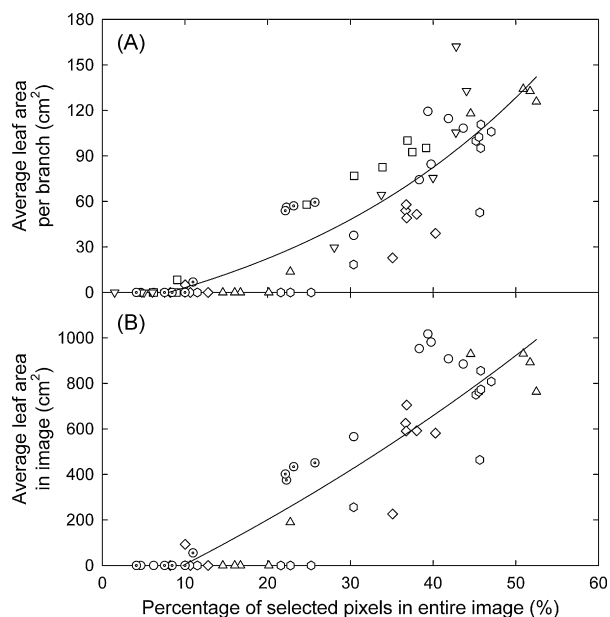 (A)
Average leaf area
per branch (cm²)
180
150
120
90
60
30
0
(B)
Average leaf area
in image (cm²)
1000
800
600
400
200
0
0 10 20 30 40 50 60
Percentage of selected pixels in entire image (%)